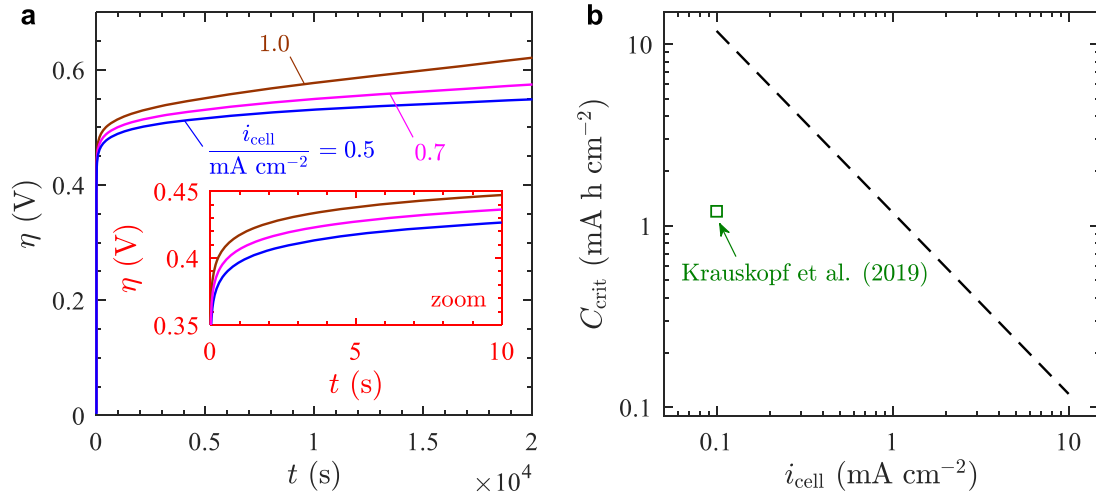 a
η (V)
0.6
0.4
0.2
0
1.0
i_cell / mA cm⁻² = 0.5
0.7
η (V)
0.45
0.4
0.35
zoom
0 5 10
t (s)
0 0.5 1 1.5 2
t (s)
×10⁴
b
C_crit (mA h cm⁻²)
10
1
0.1
Krauskopf et al. (2019)
0.1 1 10
i_cell (mA cm⁻²)